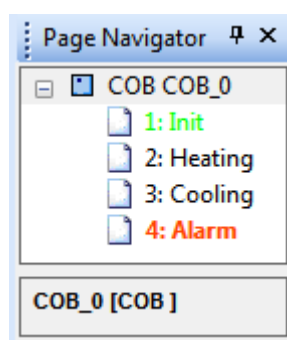 Page Navigator
COB COB_0
1: Init
2: Heating
3: Cooling
4: Alarm
COB_0 [COB ]